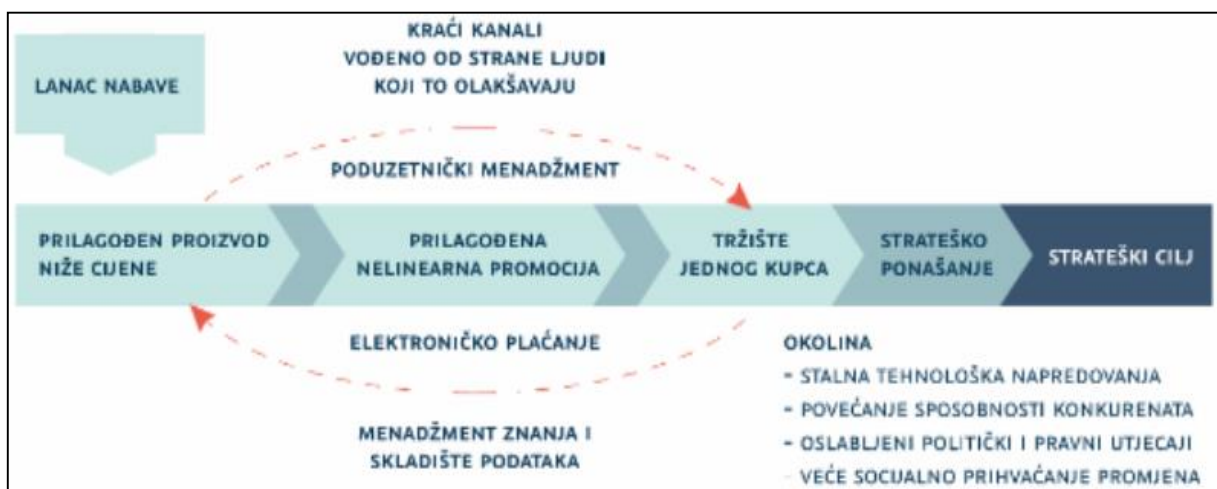 KRAĆI KANALI
VOĐENO OD STRANE LJUDI
KOJI TO OLAKŠAVAJU
LANAC NABAVE
PODUZETNIČKI MENADŽMENT
PRILAGOĐEN PROIZVOD
NIŽE CIJENE
PRILAGOĐENA
NELINEARNA PROMOCIJA
TRŽIŠTE
JEDNOG KUPCA
STRATEŠKO
PONAŠANJE
STRATEŠKI CILJ
ELEKTRONIČKO PLAĆANJE
MENADŽMENT ZNANJA I
SKLADIŠTE PODATAKA
OKOLINA
- STALNA TEHNOLOŠKA NAPREDOVANJA
- POVEĆANJE SPOSOBNOSTI KONKURENATA
- OSLABLJENI POLITIČKI I PRAVNI UTJECAJI
- VEĆE SOCIJALNO PRIHVAĆANJE PROMJENA